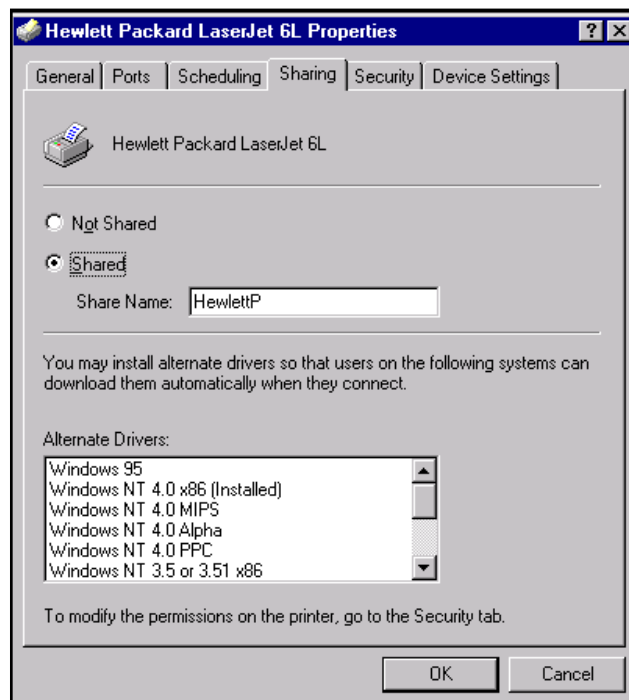 Hewlett Packard LaserJet 6L Properties
General Ports Scheduling Sharing Security Device Settings
Hewlett Packard LaserJet 6L
Not Shared
Shared
Share Name: HewlettP
You may install alternate drivers so that users on the following systems can
download them automatically when they connect.
Alternate Drivers:
Windows 95
Windows NT 4.0 x86 (Installed)
Windows NT 4.0 MIPS
Windows NT 4.0 Alpha
Windows NT 4.0 PPC
Windows NT 3.5 or 3.51 x86
To modify the permissions on the printer, go to the Security tab.
OK Cancel